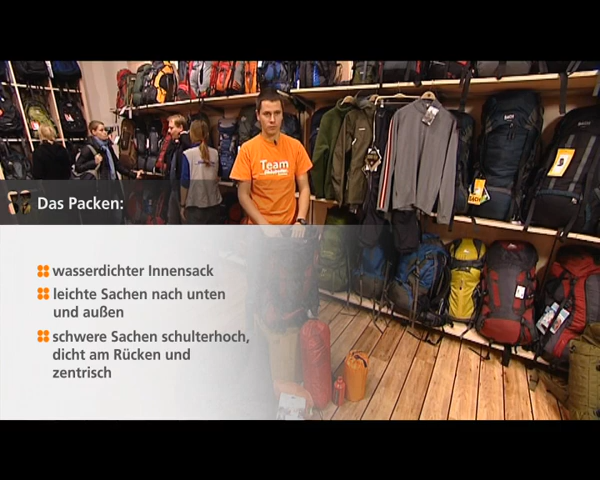 Team
Das Packen:
wasserdichter Innensack
leichte Sachen nach unten
und außen
schwere Sachen schulterhoch,
dicht am Rücken und
zentrisch